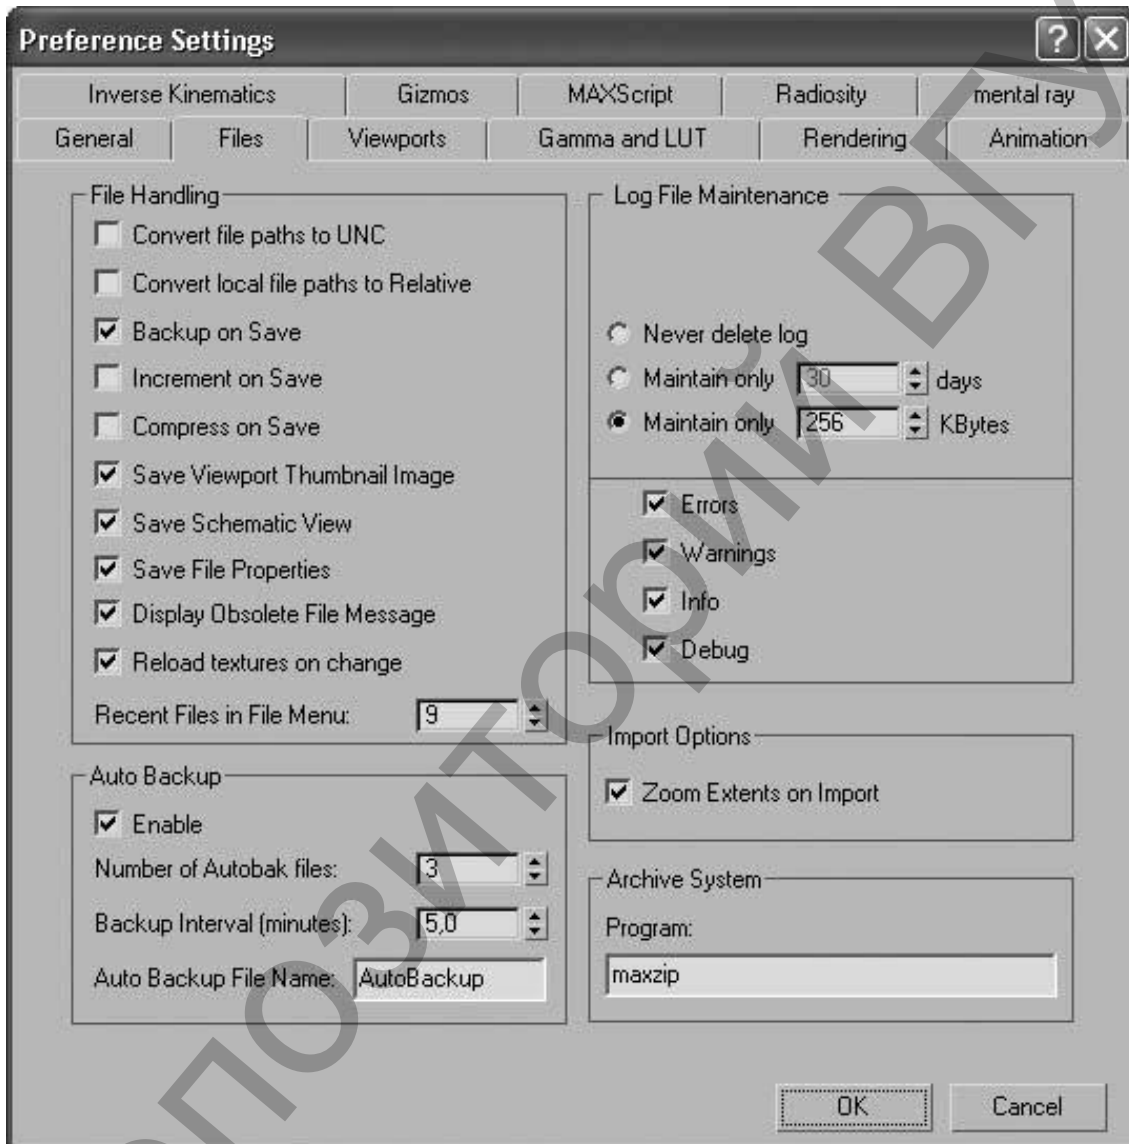 Preference Settings
Inverse Kinematics
Gizmos
MAXScript
Radiosity
mental ray
General
Files
Viewports
Gamma and LUT
Rendering
Animation
File Handling
Convert file paths to UNC
Convert local file paths to Relative
Backup on Save
Increment on Save
Compress on Save
Save Viewport Thumbnail Image
Save Schematic View
Save File Properties
Display Obsolete File Message
Reload textures on change
Recent Files in File Menu: 9
Auto Backup
Enable
Number of Autobak files: 3
Backup Interval (minutes): 5,0
Auto Backup File Name: AutoBackup
Log File Maintenance
Never delete log
Maintain only 30 days
Maintain only 256 KBytes
Errors
Warnings
Info
Debug
Import Options
Zoom Extents on Import
Archive System
Program:
maxzip
OK
Cancel
позиторий ВГУ